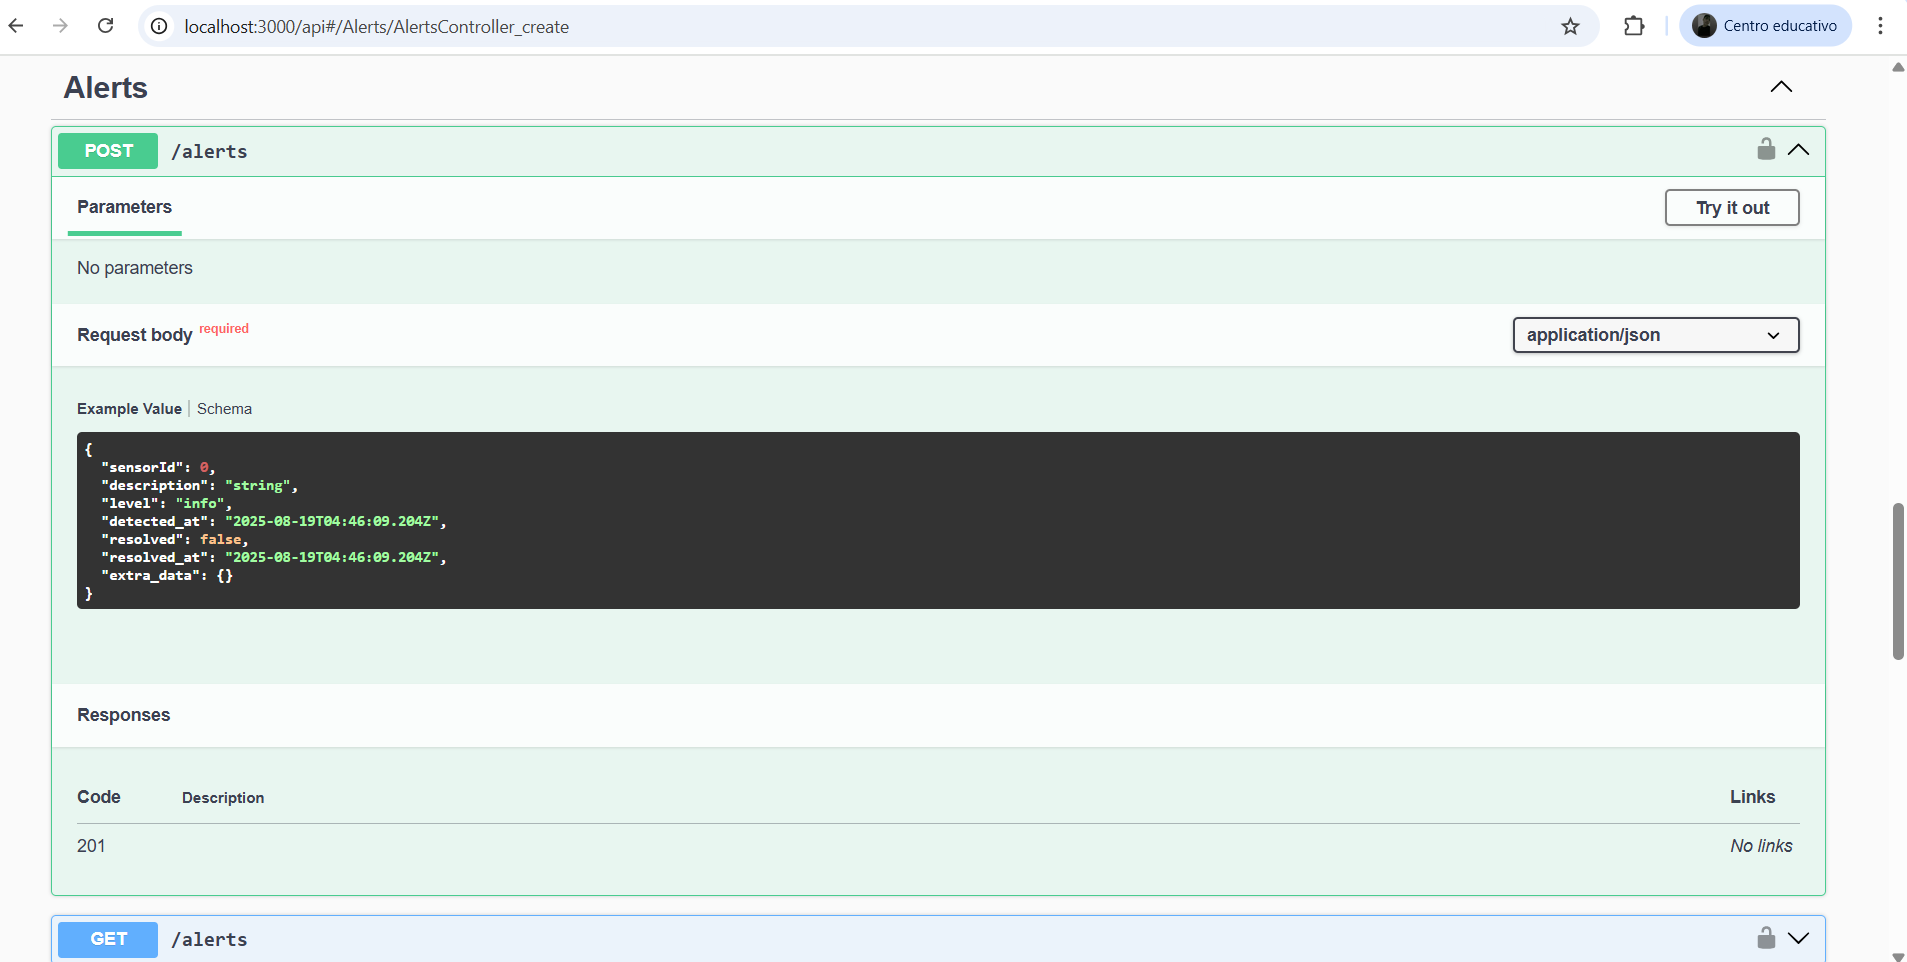 localhost:3000/api#/Alerts/AlertsController_create
Centro educativo
Alerts
POST /alerts
Parameters
Try it out
No parameters
Request body required
application/json
Example Value | Schema
{
  "sensorId": 0,
  "description": "string",
  "level": "info",
  "detected_at": "2025-08-19T04:46:09.204Z",
  "resolved": false,
  "resolved_at": "2025-08-19T04:46:09.204Z",
  "extra_data": {}
}
Responses
Code Description Links
201 No links
GET /alerts